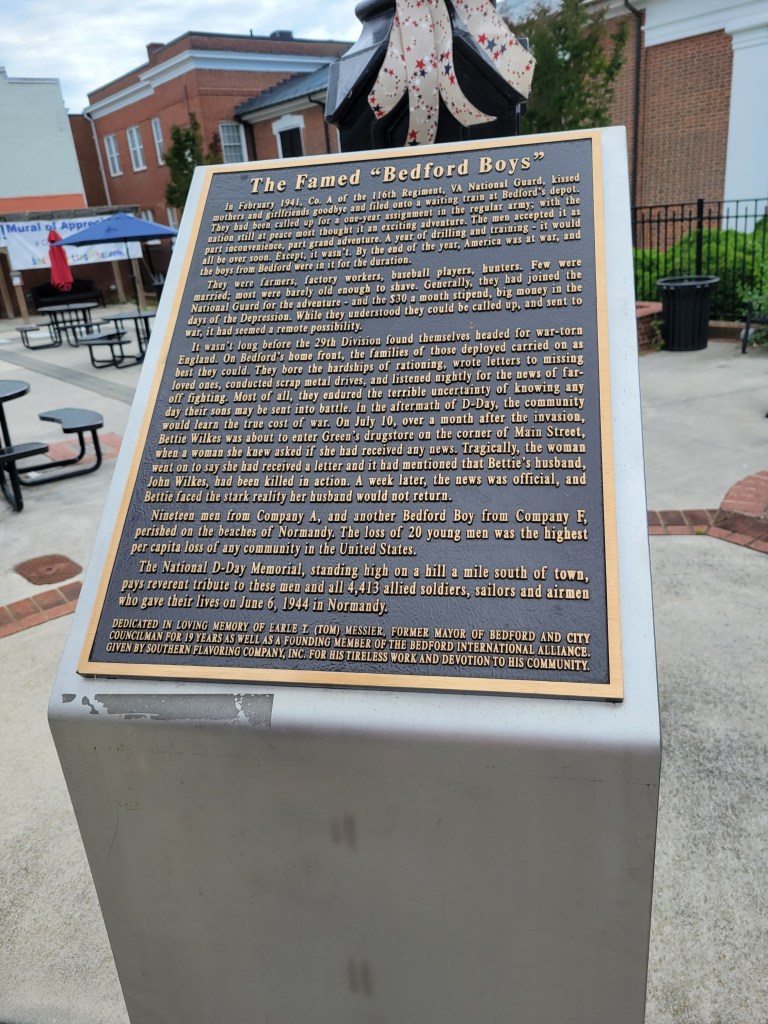 Mural of Apprec
The Famed "Bedford Boys"
In February 1941, Co. A of the 116th Regiment, VA National Guard, kissed
mothers and girlfriends goodbye and filed onto a waiting train at Bedford's depot.
They had been called up for a one-year assignment in the regular army; with the
nation still at peace most thought it an exciting adventure. The men accepted it as
part inconvenience, part grand adventure. A year of drilling and training - it would
all be over soon. Except, it wasn't. By the end of the year, America was at war, and
the boys from Bedford were in it for the duration.
They were farmers, factory workers, baseball players, hunters. Few were
married; most were barely old enough to shave. Generally, they had joined the
National Guard for the adventure - and the $30 a month stipend, big money in the
days of the Depression. While they understood they could be called up, and sent to
war, it had seemed a remote possibility.
It wasn't long before the 29th Division found themselves headed for war-torn
England. On Bedford's home front, the families of those deployed carried on as
best they could. They bore the hardships of rationing, wrote letters to missing
loved ones, conducted scrap metal drives, and listened nightly for the news of far-
off fighting. Most of all, they endured the terrible uncertainty of knowing any
day their sons may be sent into battle. In the aftermath of D-Day, the community
would learn the true cost of war. On July 10, over a month after the invasion,
Bettie Wilkes was about to enter Green's drugstore on the corner of Main Street,
when a woman she knew asked if she had received any news. Tragically, the woman
went on to say she had received a letter and it had mentioned that Bettie's husband,
John Wilkes, had been killed in action. A week later, the news was official, and
Bettie faced the stark reality her husband would not return.
Nineteen men from Company A, and another Bedford Boy from Company F,
perished on the beaches of Normandy. The loss of 20 young men was the highest
per capita loss of any community in the United States.
The National D-Day Memorial, standing high on a hill a mile south of town,
pays reverent tribute to these men and all 4,413 allied soldiers, sailors and airmen
who gave their lives on June 6, 1944 in Normandy.
DEDICATED IN LOVING MEMORY OF EARLE T. (TOM) MESSIER, FORMER MAYOR OF BEDFORD AND CITY
COUNCILMAN FOR 19 YEARS AS WELL AS A FOUNDING MEMBER OF THE BEDFORD INTERNATIONAL ALLIANCE.
GIVEN BY SOUTHERN FLAVORING COMPANY, INC. FOR HIS TIRELESS WORK AND DEVOTION TO HIS COMMUNITY.